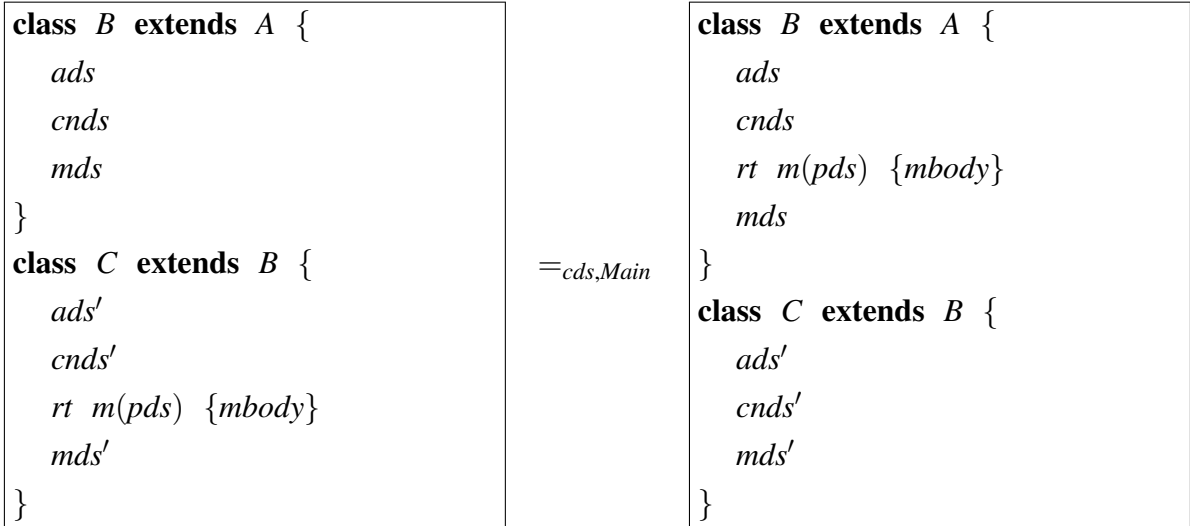 class B extends A {
ads
cnds
mds
}
class C extends B {
ads′
cnds′
rt m(pds) {mbody}
mds′
}
=cds,Main
class B extends A {
ads
cnds
rt m(pds) {mbody}
mds
}
class C extends B {
ads′
cnds′
mds′
}